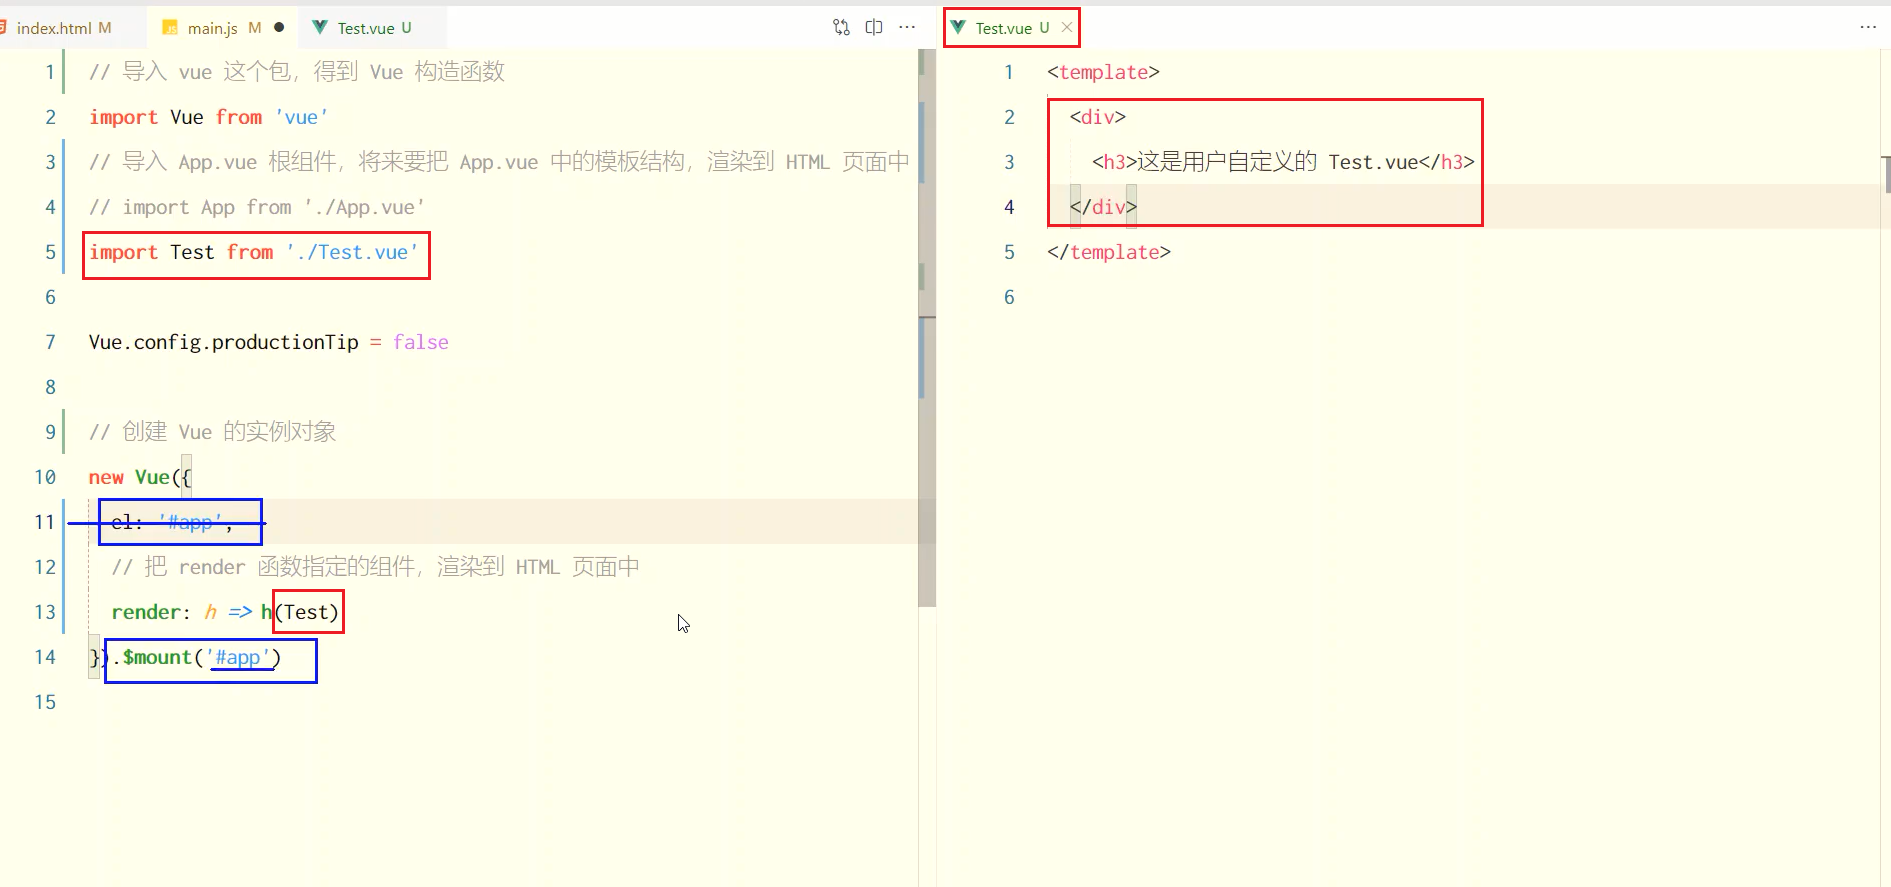 index.html M
main.js M
Test.vue U
1 // 导入 vue 这个包，得到 Vue 构造函数
2 import Vue from 'vue'
3 // 导入 App.vue 根组件，将来要把 App.vue 中的模板结构，渲染到 HTML 页面中
4 // import App from './App.vue'
5 import Test from './Test.vue'
6
7 Vue.config.productionTip = false
8
9 // 创建 Vue 的实例对象
10 new Vue({
11 el: '#app',
12 // 把 render 函数指定的组件，渲染到 HTML 页面中
13 render: h => h(Test)
14 }).$mount('#app')
15
Test.vue U
1 <template>
2 <div>
3 <h3>这是用户自定义的 Test.vue</h3>
4 </div>
5 </template>
6